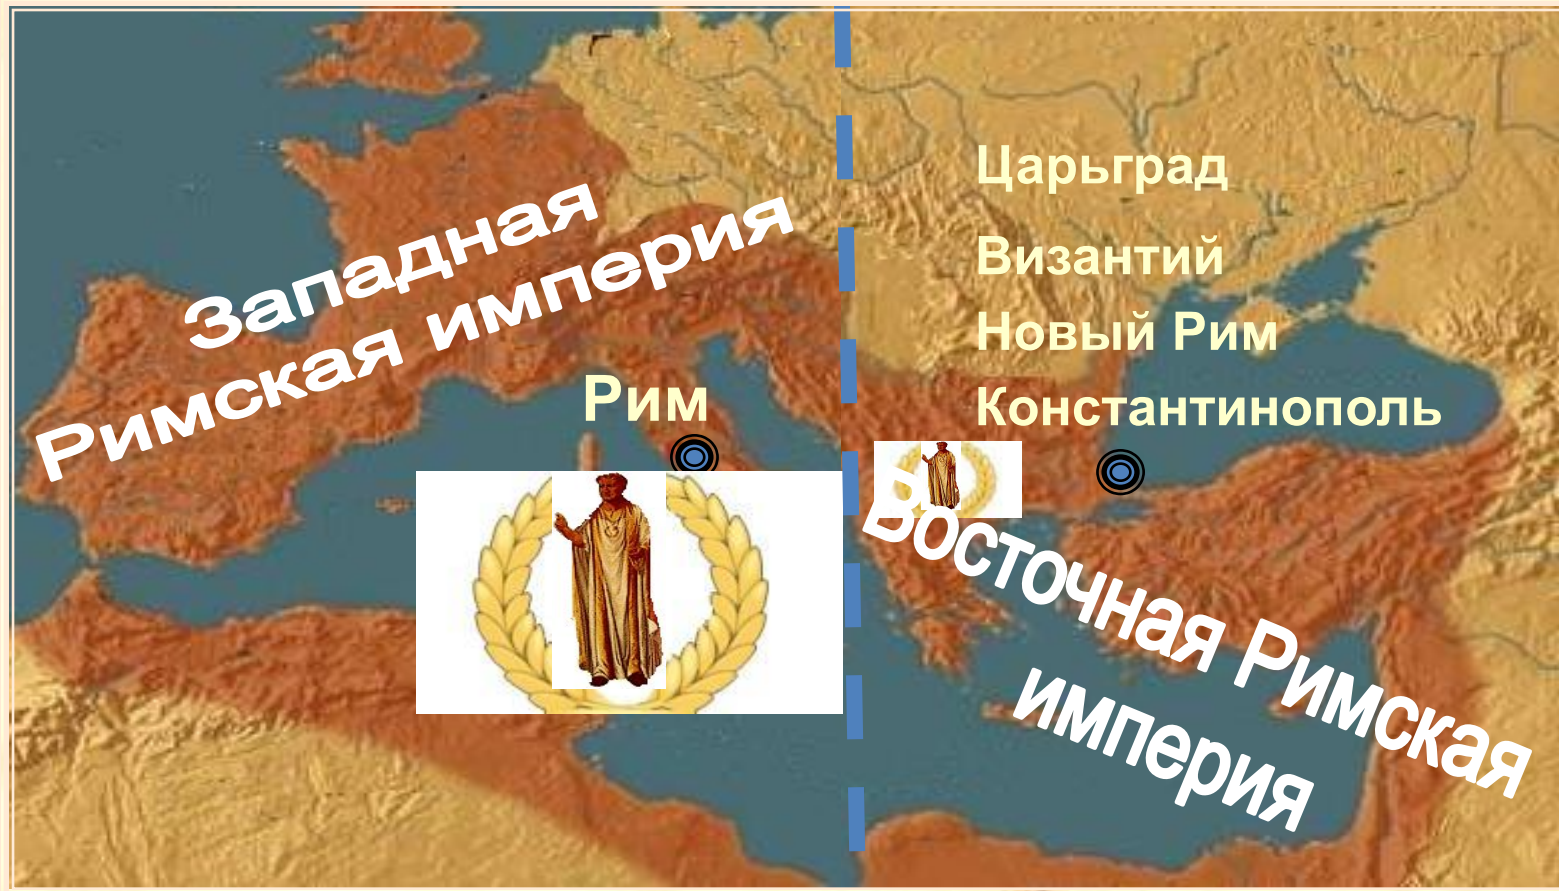 Западная
Римская империя
Рим
Царьград
Византий
Новый Рим
Константинополь
Восточная Римская
империя